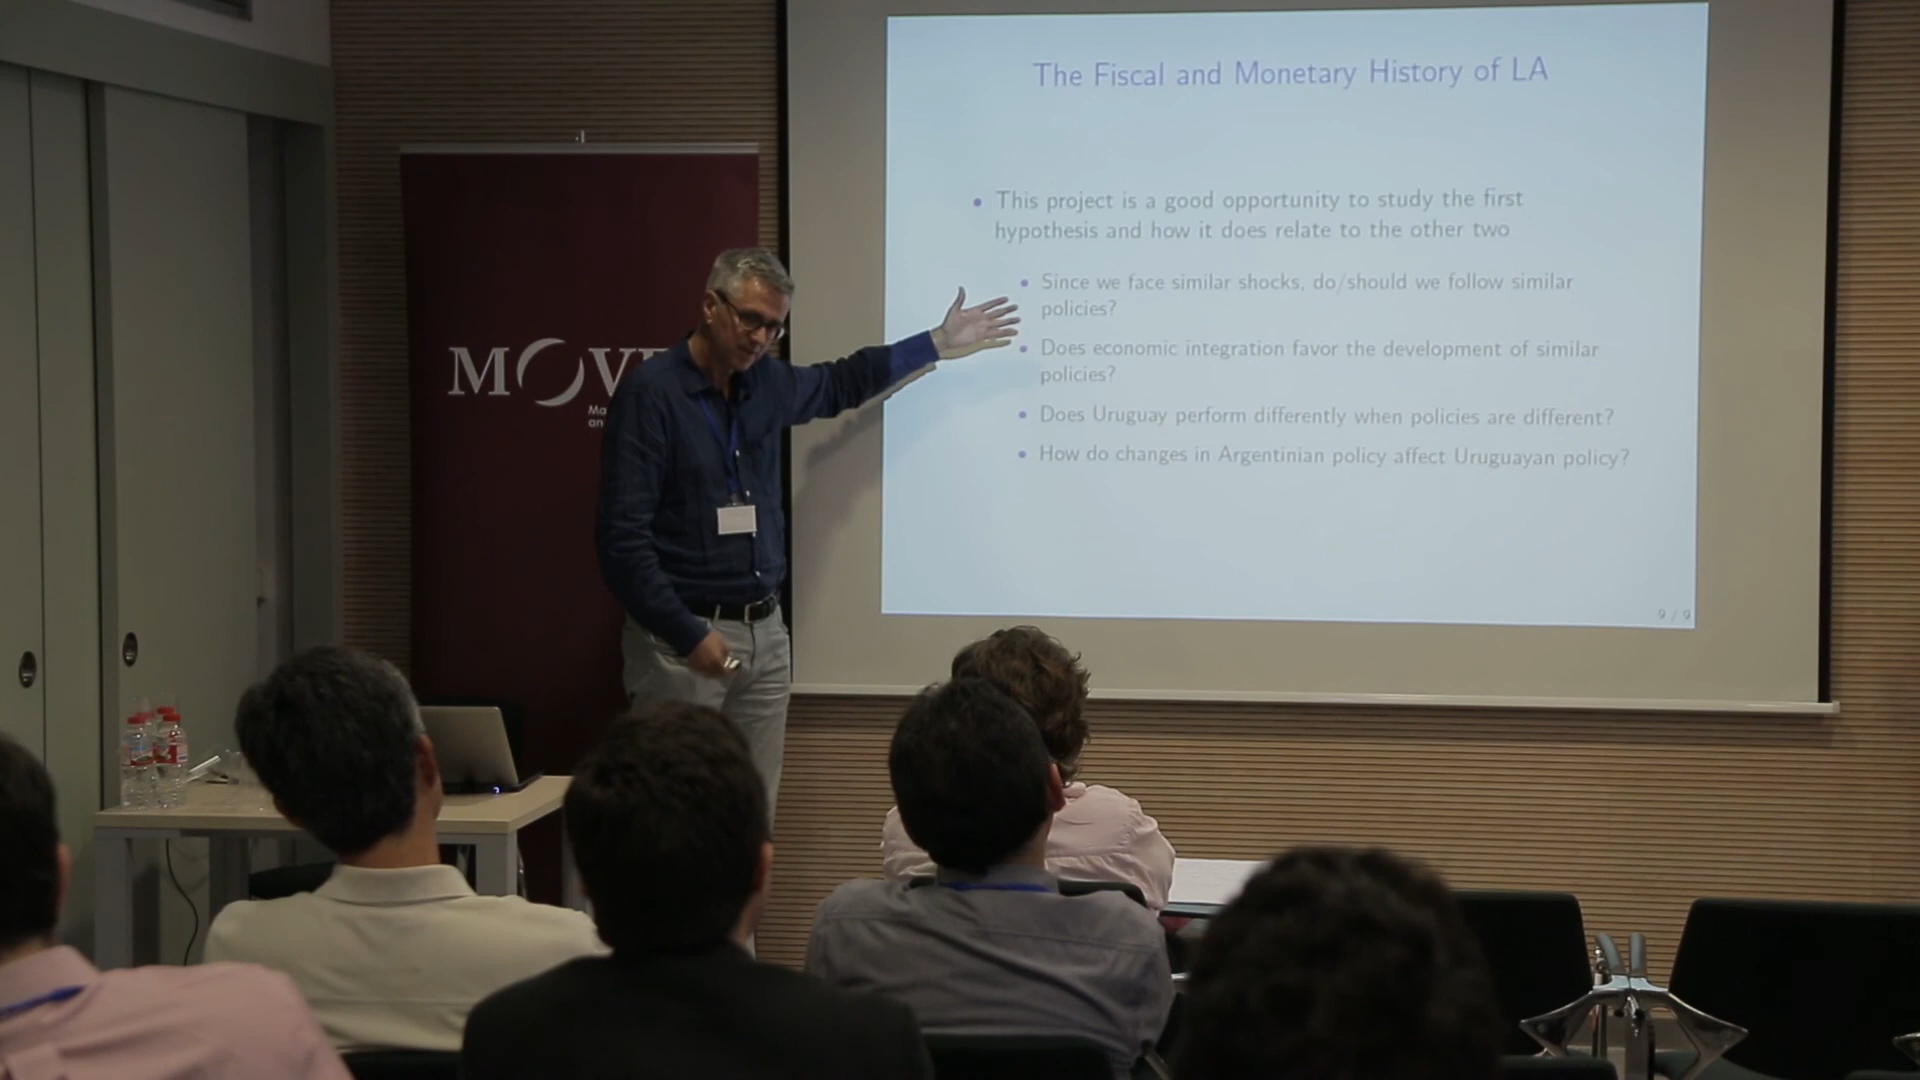 The Fiscal and Monetary History of LA
• This project is a good opportunity to study the first
hypothesis and how it does relate to the other two
• Since we face similar shocks, do/should we follow similar
policies?
• Does economic integration favor the development of similar
policies?
• Does Uruguay perform differently when policies are different?
• How do changes in Argentinian policy affect Uruguayan policy?
9 / 9
MOV
Ma
an